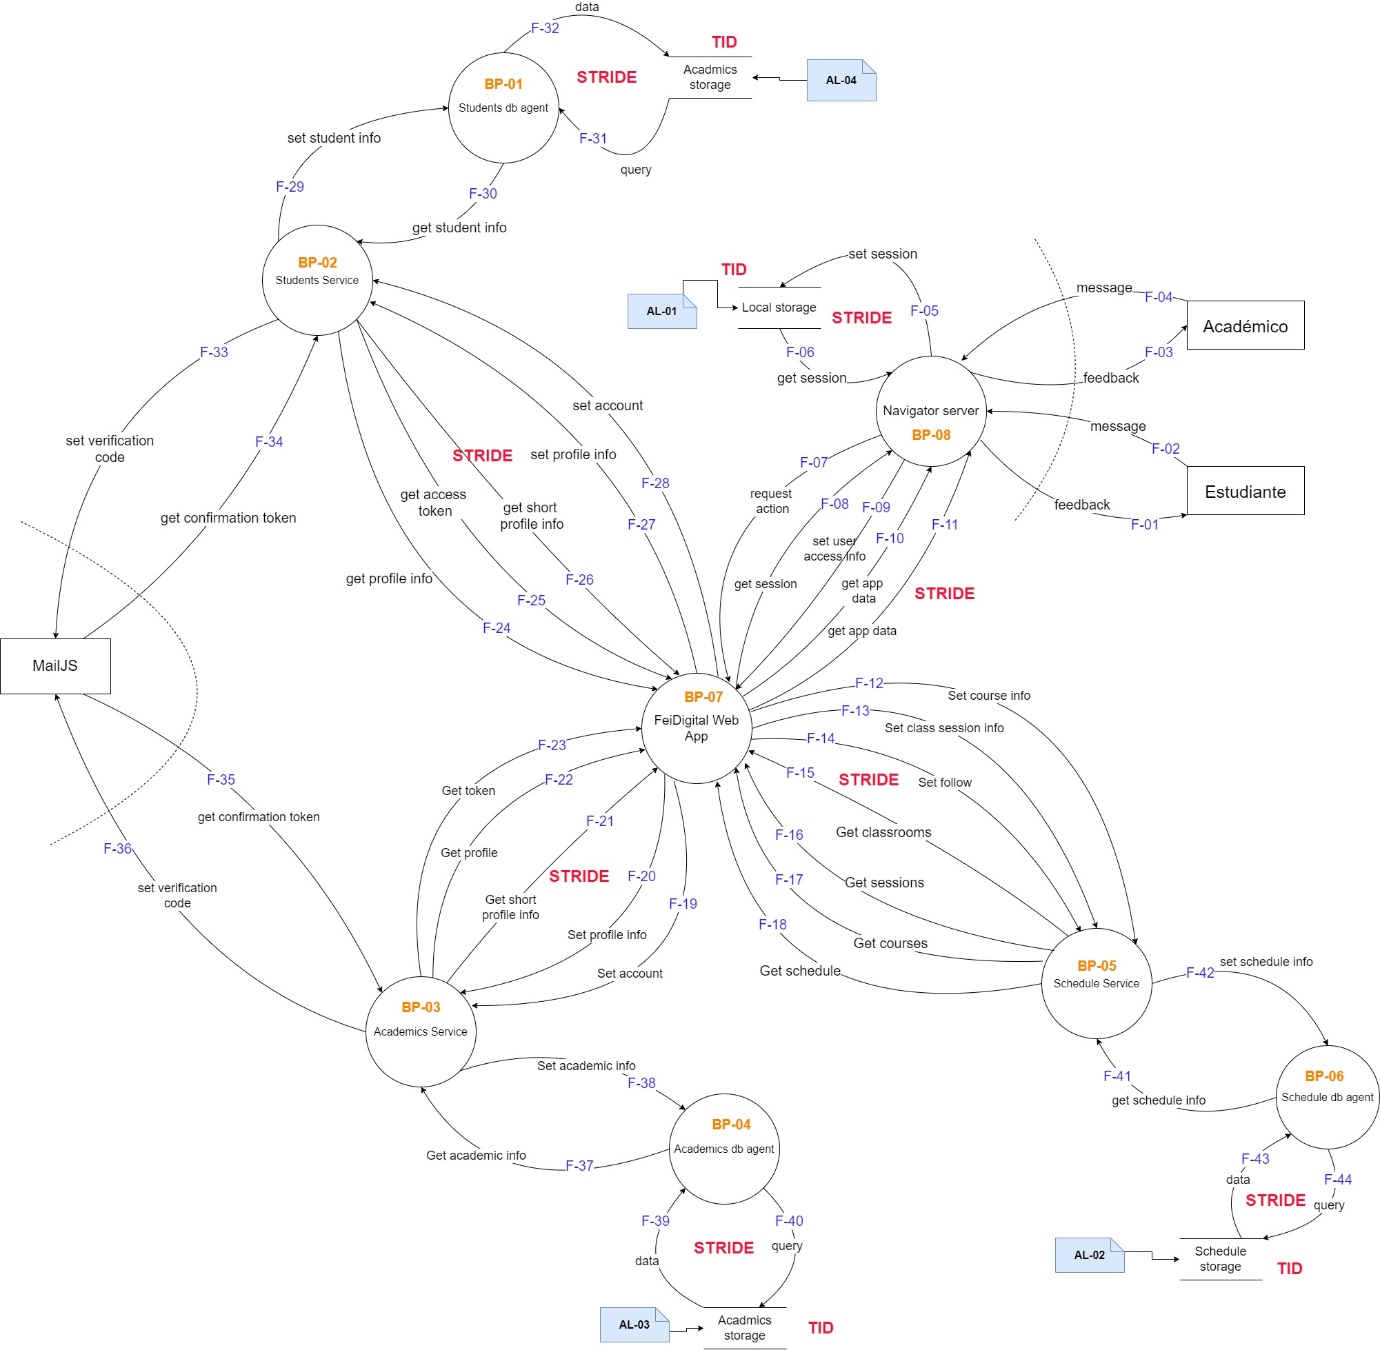 data
F-32
TID
BP-01
Students db agent
STRIDE
Acadmics
storage
AL-04
set student info
F-31
query
F-29
F-30
get student info
BP-02
Students Service
TID
AL-01
Local storage
set session
STRIDE
F-05
F-06
get session
message
F-04
Académico
F-03
feedback
Navigator server
BP-08
message
F-02
Estudiante
feedback
F-01
F-33
set verification
code
F-34
get confirmation token
set account
STRIDE
set profile info
F-28
get access
token
get short
profile info
F-27
get profile info
F-26
F-25
F-24
F-07
request
action
F-08
F-09
F-10
F-11
set user
access info
get session
get app
data
STRIDE
get app data
MailJS
BP-07
FeiDigital Web
App
F-12
Set course info
F-13
Set class session info
F-14
F-15
STRIDE
Set follow
Get classrooms
F-16
Get sessions
F-17
F-18
Get courses
Get schedule
F-23
F-22
Get token
F-21
Get profile
STRIDE
F-20
Get short
profile info
F-19
Set profile info
Set account
F-35
get confirmation token
F-36
set verification
code
BP-03
Academics Service
BP-05
Schedule Service
F-42
set schedule info
F-41
get schedule info
BP-06
Schedule db agent
F-43
data
F-44
STRIDE
query
AL-02
Schedule
storage
TID
Set academic info
F-38
Get academic info
F-37
BP-04
Academics db agent
F-39
F-40
STRIDE
query
data
AL-03
Acadmics
storage
TID